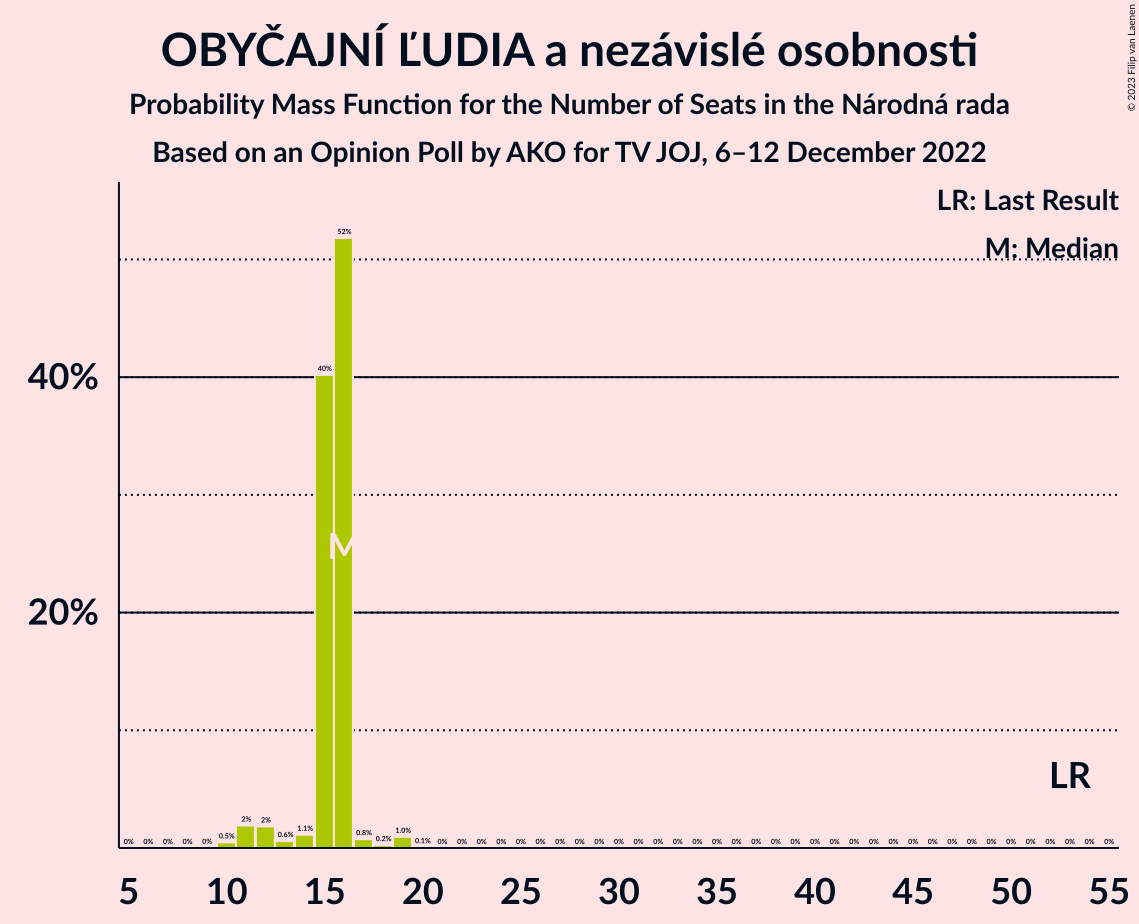 OBYČAJNÍ ĽUDIA a nezávislé osobnosti
Probability Mass Function for the Number of Seats in the Národná rada
Based on an Opinion Poll by AKO for TV JOJ, 6–12 December 2022
© 2023 Filip van Laenen
LR: Last Result
M: Median
40%
20%
52%
40%
M
LR
0% 0% 0% 0% 0% 0.5% 2% 2% 0.6% 1.1% 0.8% 0.2% 1.0% 0.1% 0% 0% 0% 0% 0% 0% 0% 0% 0% 0% 0% 0% 0% 0% 0% 0% 0% 0% 0% 0% 0% 0% 0% 0% 0% 0% 0% 0% 0% 0% 0% 0% 0% 0% 0%
5 10 15 20 25 30 35 40 45 50 55